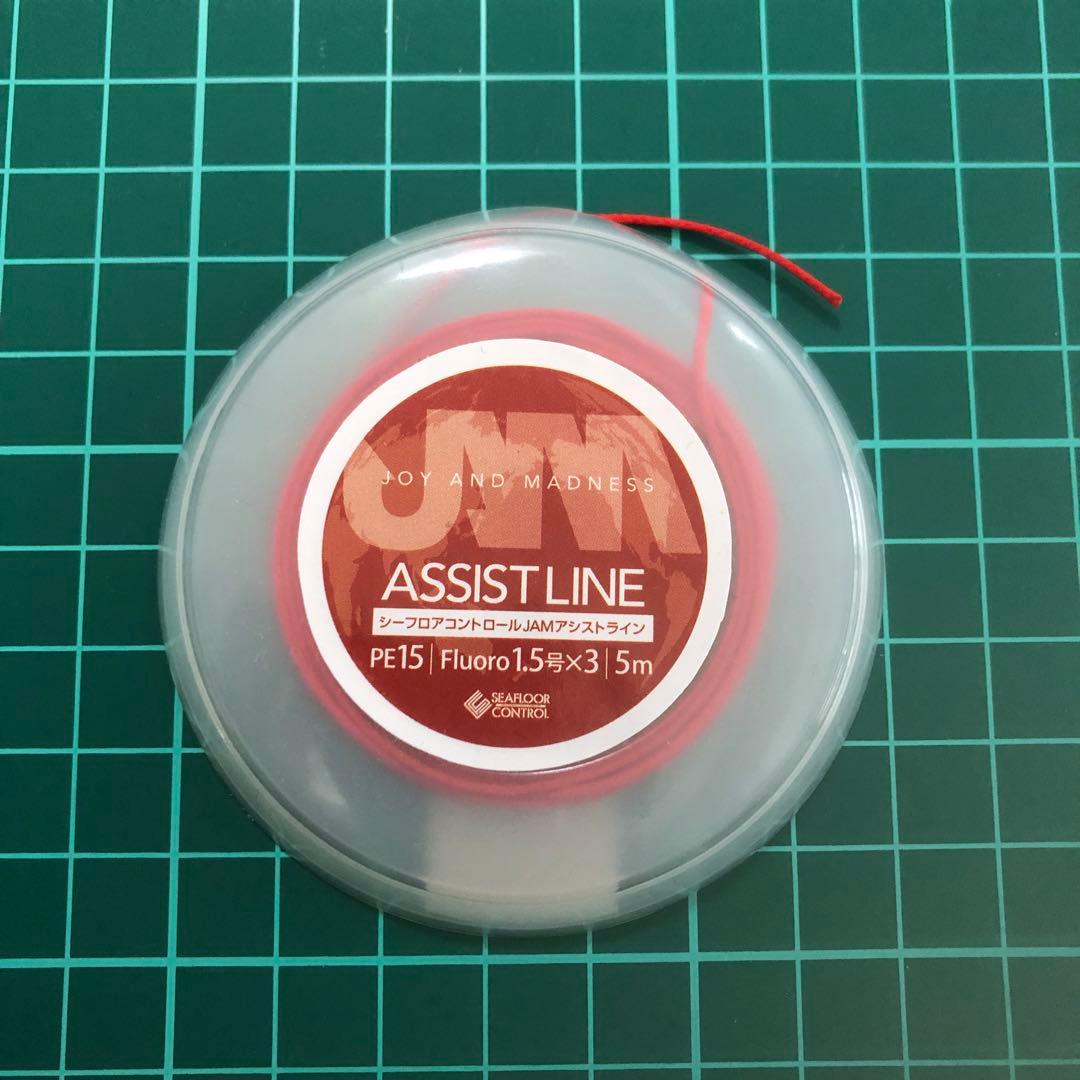 JAM
JOY AND MADNESS
ASSIST LINE
シーフロアコントロールJAMアシストライン
PE15 | Fluoro 1.5号×3 | 5m
SEAFLOOR
CONTROL